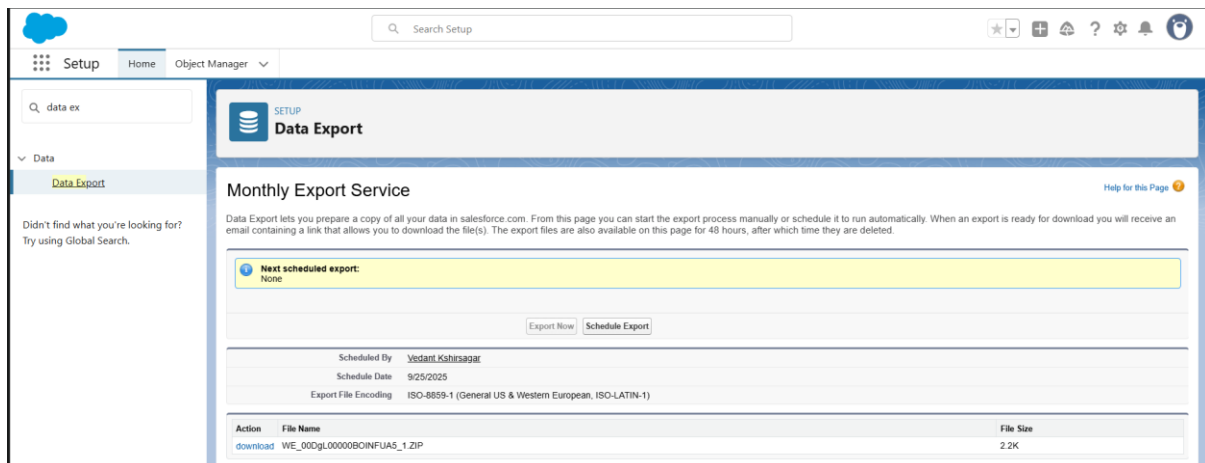 Search Setup
Setup Home Object Manager
data ex
Data
Data Export
Didn't find what you're looking for?
Try using Global Search.
SETUP
Data Export
Monthly Export Service
Help for this Page
Data Export lets you prepare a copy of all your data in salesforce.com. From this page you can start the export process manually or schedule it to run automatically. When an export is ready for download you will receive an
email containing a link that allows you to download the file(s). The export files are also available on this page for 48 hours, after which time they are deleted.
Next scheduled export:
None
Export Now Schedule Export
Scheduled By Vedant Kshirsagar
Schedule Date 9/25/2025
Export File Encoding ISO-8859-1 (General US & Western European, ISO-LATIN-1)
Action File Name File Size
download WE_00DgL00000BOINFUA5_1.ZIP 2.2K